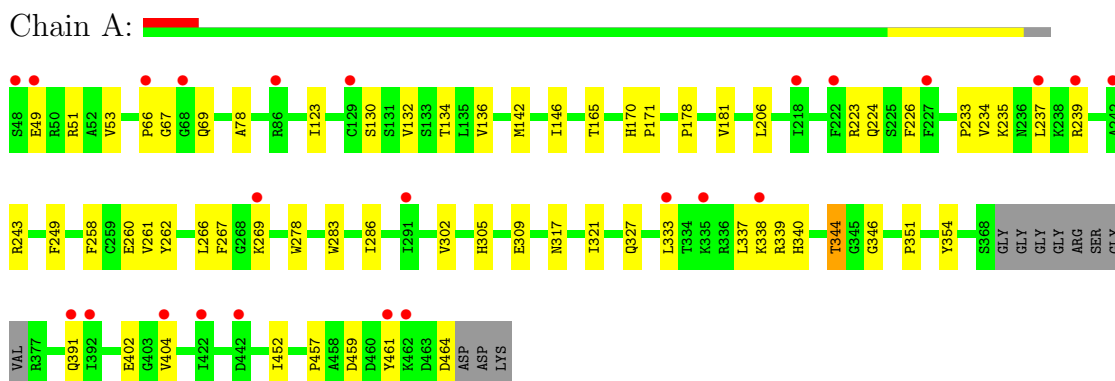 Chain A:
S48 E49 R50 R51 A52 V53 P66 G67 G68 Q69 A78 R86 I123 C129 S130 S131 V132 S133 T134 L135 V136 M142 I146 T165 H170 P171 P178 V181 L206 I218 F222 R223 Q224 S225 F226 F227 P233 V234 K235 N236 L237 K238 R239 A242
R243 F249 F258 C259 E260 V261 Y262 L266 F267 G268 K269 W278 W283 I286 I291 V302 H305 E309 N317 I321 Q327 L333 T334 K335 R336 L337 K338 R339 H340 T344 G345 G346 P351 Y354 S368 GLY GLY GLY GLY ARG SER GLY
VAL R377 Q391 I392 E402 G403 V404 I422 D442 I452 P457 A458 D459 D460 Y461 K462 D463 D464 ASP ASP LYS